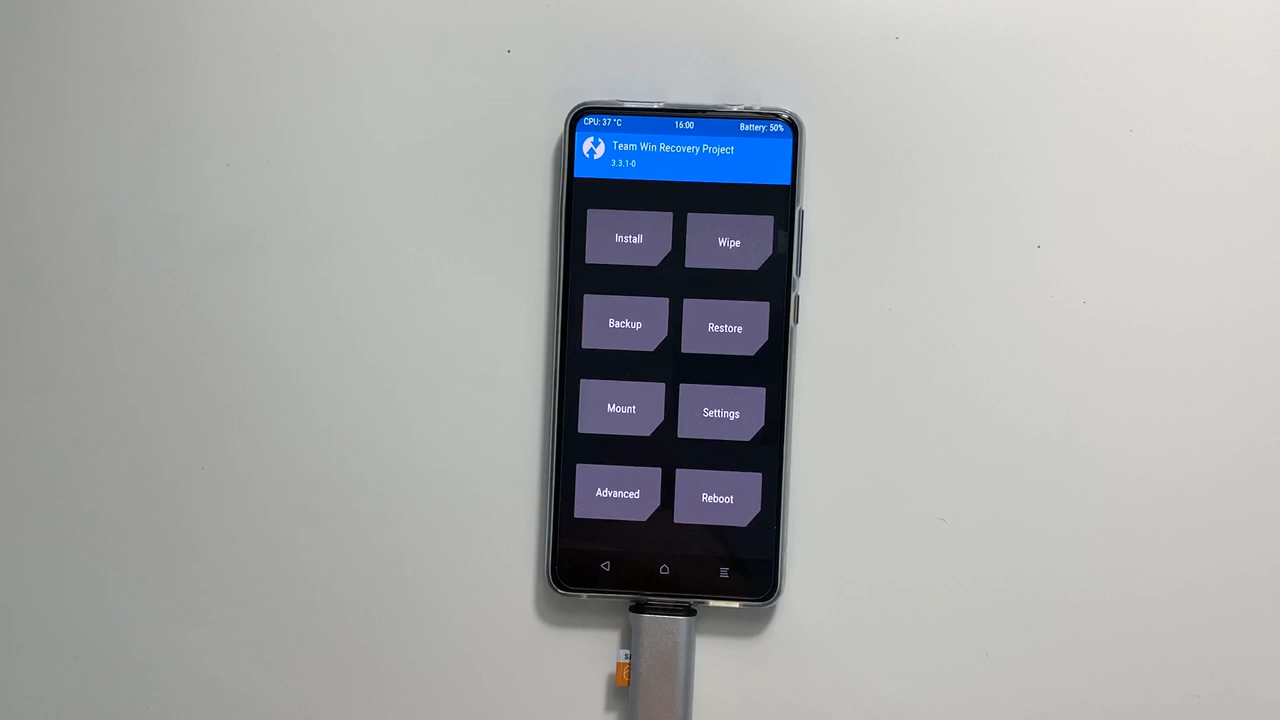 CPU: 37 °C 16:00 Battery: 50%
Team Win Recovery Project
3.3.1-0
Install Wipe
Backup Restore
Mount Settings
Advanced Reboot